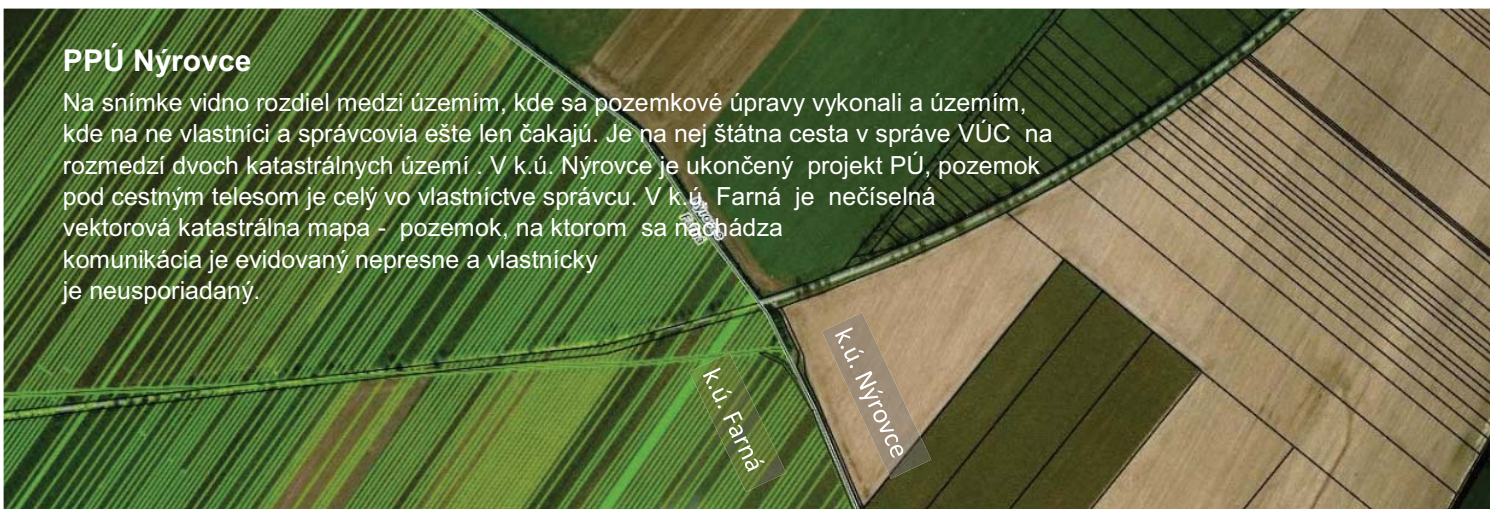 PPÚ Nýrovce
Na snímke vidno rozdiel medzi územím, kde sa pozemkové úpravy vykonali a územím,
kde na ne vlastníci a správcovia ešte len čakajú. Je na nej štátna cesta v správe VÚC na
rozmedzí dvoch katastrálnych území . V k.ú. Nýrovce je ukončený projekt PÚ, pozemok
pod cestným telesom je celý vo vlastníctve správcu. V k.ú. Farná je nečíselná
vektorová katastrálna mapa - pozemok, na ktorom sa nachádza
komunikácia je evidovaný nepresne a vlastnícky
je neusporiadaný.
k.ú. Farná
k.ú. Nýrovce